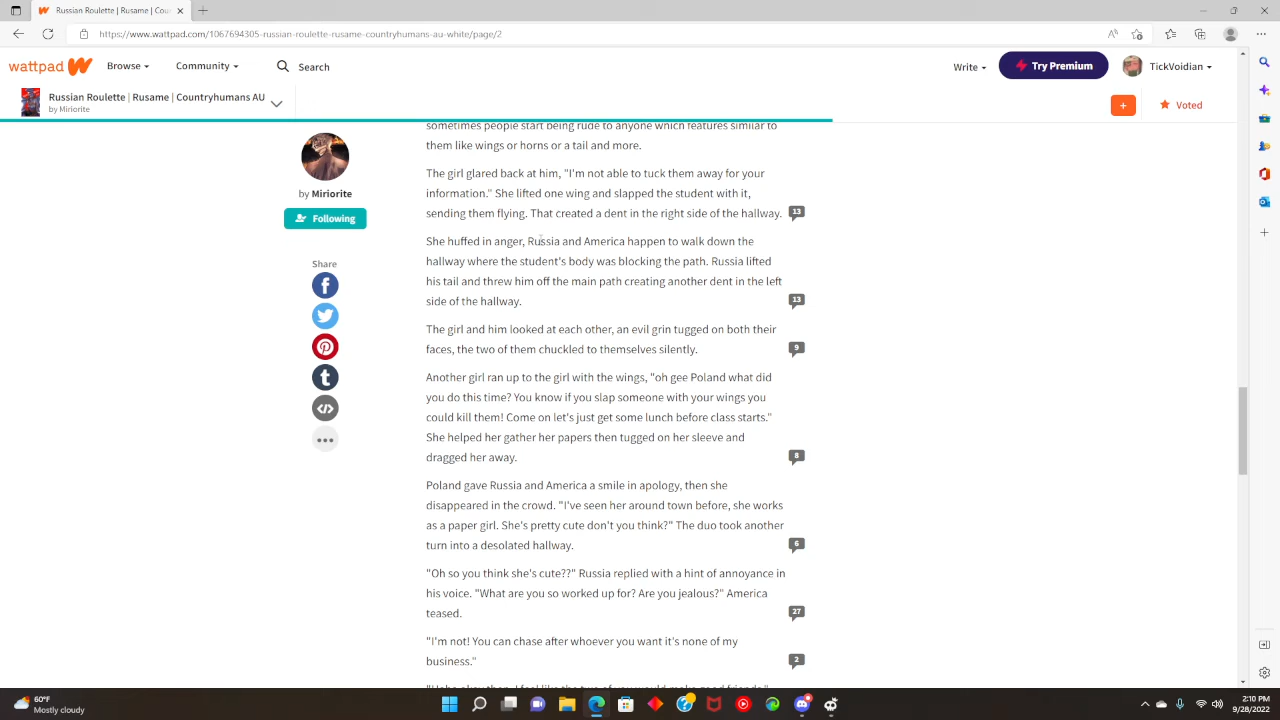 Russian Roulette | Rusame | Cou
https://www.wattpad.com/1067694305-russian-roulette-rusame-countryhumans-au-white/page/2
wattpad Browse Community Search Write Try Premium TickVoidian
Russian Roulette | Rusame | Countryhumans AU
by Miriorite
+ Voted
sometimes people start being rude to anyone which features similar to
them like wings or horns or a tail and more.
The girl glared back at him, "I'm not able to tuck them away for your
information." She lifted one wing and slapped the student with it,
sending them flying. That created a dent in the right side of the hallway. 13
She huffed in anger, Russia and America happen to walk down the
hallway where the student's body was blocking the path. Russia lifted
his tail and threw him off the main path creating another dent in the left
side of the hallway. 13
The girl and him looked at each other, an evil grin tugged on both their
faces, the two of them chuckled to themselves silently. 9
Another girl ran up to the girl with the wings, "oh gee Poland what did
you do this time? You know if you slap someone with your wings you
could kill them! Come on let's just get some lunch before class starts."
She helped her gather her papers then tugged on her sleeve and
dragged her away. 8
Poland gave Russia and America a smile in apology, then she
disappeared in the crowd. "I've seen her around town before, she works
as a paper girl. She's pretty cute don't you think?" The duo took another
turn into a desolated hallway. 6
"Oh so you think she's cute??" Russia replied with a hint of annoyance in
his voice. "What are you so worked up for? Are you jealous?" America
teased. 27
"I'm not! You can chase after whoever you want it's none of my
business." 2
by Miriorite
Following
Share
60°F
Mostly cloudy
2:10 PM
9/28/2022